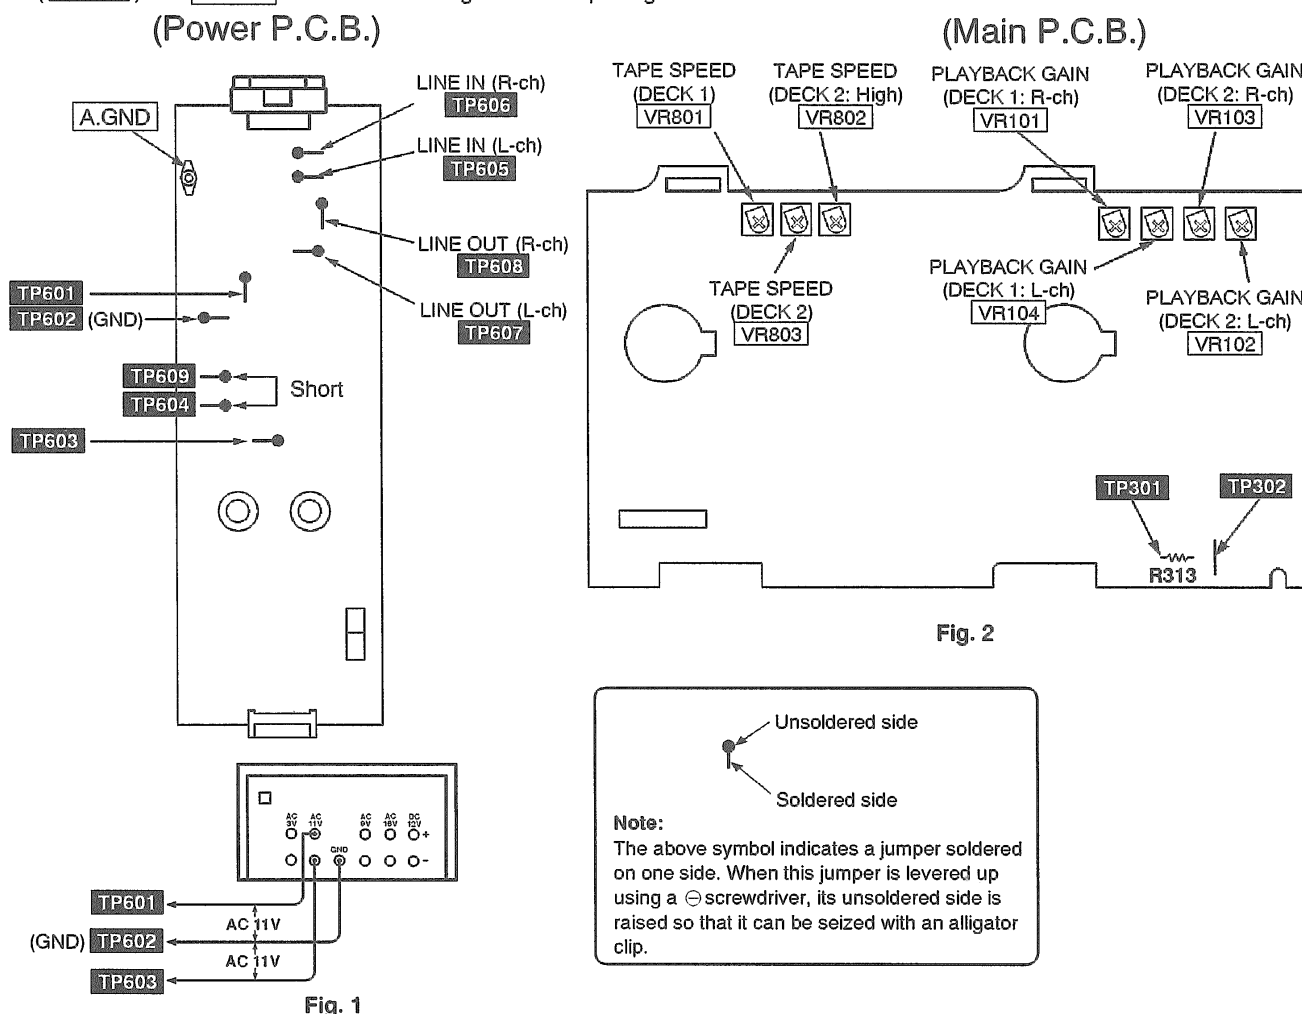 (Power P.C.B.)
A.GND
LINE IN (R-ch)
TP606
LINE IN (L-ch)
TP605
LINE OUT (R-ch)
TP608
LINE OUT (L-ch)
TP607
TP601
TP602 (GND)
TP609
TP604
Short
TP603
AC 3V
AC 11V
AC 9V
AC 16V
DC 12V
+
GND
-
TP601
AC 11V
(GND) TP602
AC 11V
TP603
Fig. 1
(Main P.C.B.)
TAPE SPEED
(DECK 1)
VR801
TAPE SPEED
(DECK 2: High)
VR802
PLAYBACK GAIN
(DECK 1: R-ch)
VR101
PLAYBACK GAIN
(DECK 2: R-ch)
VR103
TAPE SPEED
(DECK 2)
VR803
PLAYBACK GAIN
(DECK 1: L-ch)
VR104
PLAYBACK GAIN
(DECK 2: L-ch)
VR102
TP301
TP302
R313
Fig. 2
Unsoldered side
Soldered side
Note:
The above symbol indicates a jumper soldered
on one side. When this jumper is levered up
using a ⊖ screwdriver, its unsoldered side is
raised so that it can be seized with an alligator
clip.